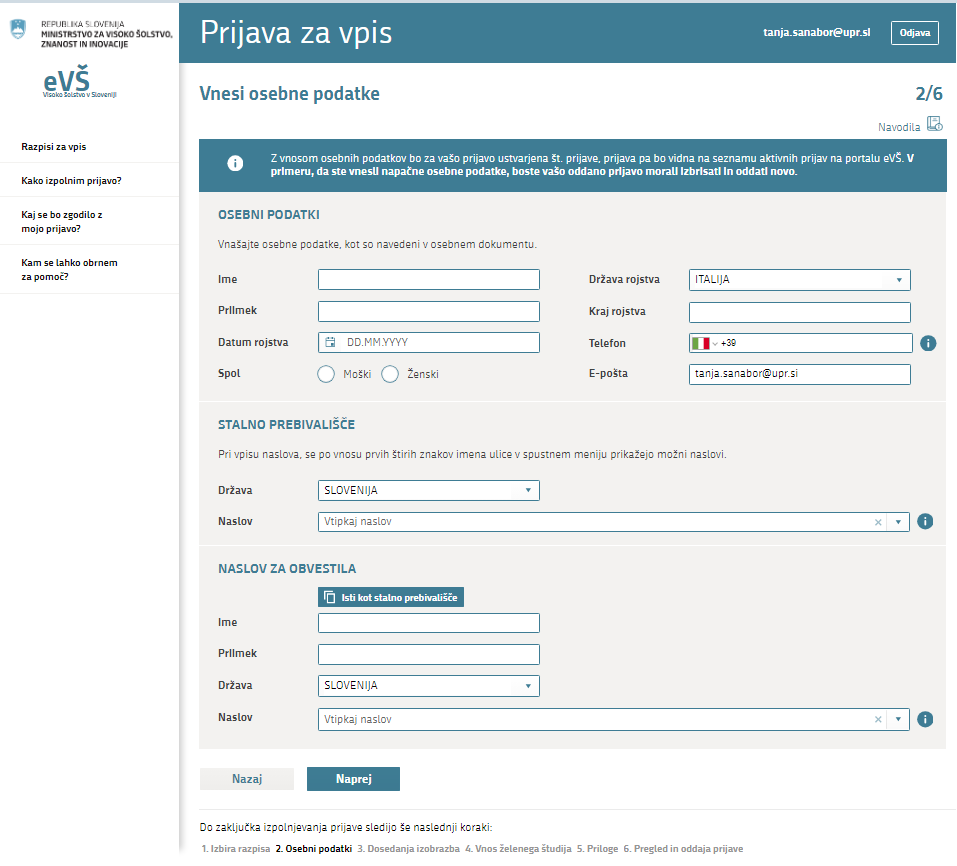 REPUBLIKA SLOVENIJA
MINISTRSTVO ZA VISOKO ŠOLSTVO,
ZNANOST IN INOVACIJE
eVŠ
Visoko šolstvo v Sloveniji
Razpisi za vpis
Kako izpolnim prijavo?
Kaj se bo zgodilo z
mojo prijavo?
Kam se lahko obrnem
za pomoč?
Prijava za vpis
tanja.sanabor@upr.si
Odjava
Vnesi osebne podatke
2/6
Navodila
Z vnosom osebnih podatkov bo za vašo prijavo ustvarjena št. prijave, prijava pa bo vidna na seznamu aktivnih prijav na portalu eVŠ. V
primeru, da ste vnesli napačne osebne podatke, boste vašo oddano prijavo morali izbrisati in oddati novo.
OSEBNI PODATKI
Vnašajte osebne podatke, kot so navedeni v osebnem dokumentu.
Ime
Država rojstva ITALIJA
Priimek
Kraj rojstva
Datum rojstva DD.MM.YYYY
Telefon +39
Spol Moški Ženski
E-pošta tanja.sanabor@upr.si
STALNO PREBIVALIŠČE
Pri vpisu naslova, se po vnosu prvih štirih znakov imena ulice v spustnem meniju prikažejo možni naslovi.
Država SLOVENIJA
Naslov Vtipkaj naslov
NASLOV ZA OBVESTILA
Isti kot stalno prebivališče
Ime
Priimek
Država SLOVENIJA
Naslov Vtipkaj naslov
Nazaj Naprej
Do zaključka izpolnjevanja prijave sledijo še naslednji koraki:
1. Izbira razpisa 2. Osebni podatki 3. Dosedanja izobrazba 4. Vnos želenega študija 5. Priloge 6. Pregled in oddaja prijave